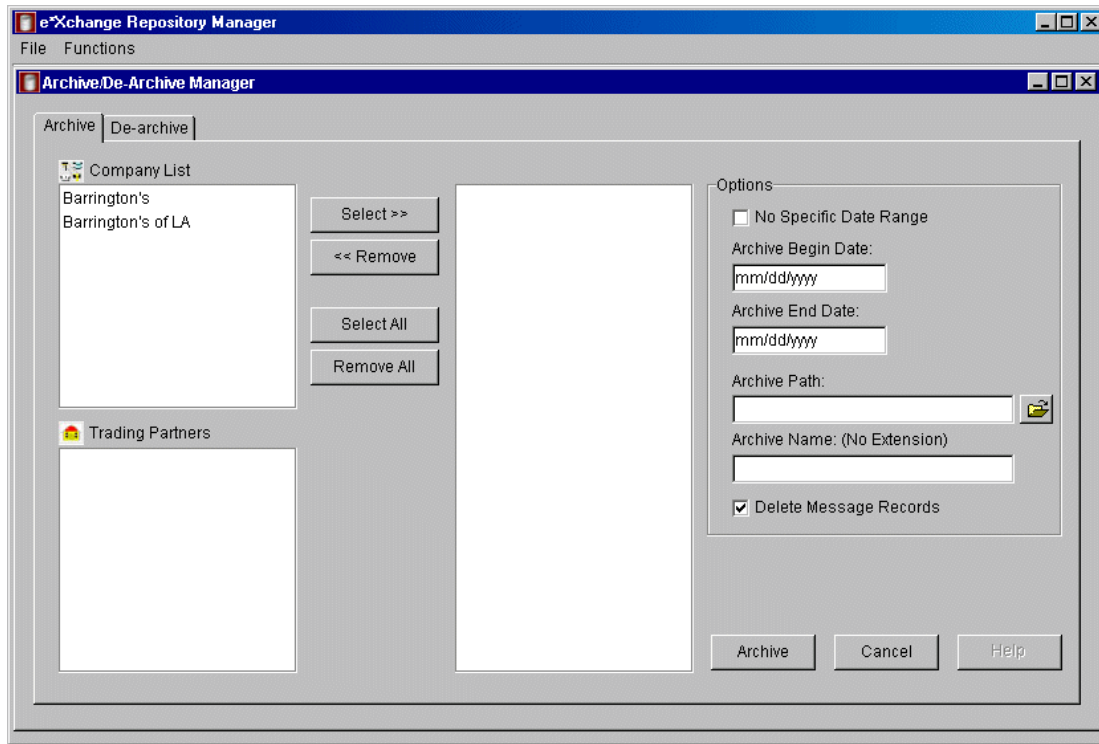 e*Xchange Repository Manager
File Functions
Archive/De-Archive Manager
Archive De-archive
Company List
Barrington's
Barrington's of LA
Select >>
<< Remove
Select All
Remove All
Trading Partners
Options
No Specific Date Range
Archive Begin Date:
mm/dd/yyyy
Archive End Date:
mm/dd/yyyy
Archive Path:
Archive Name: (No Extension)
Delete Message Records
Archive Cancel Help